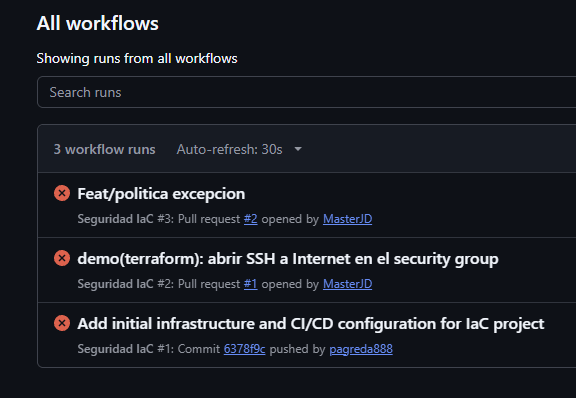 All workflows
Showing runs from all workflows
Search runs
3 workflow runs Auto-refresh: 30s
Feat/politica excepcion
Seguridad IaC #3: Pull request #2 opened by MasterJD
demo(terraform): abrir SSH a Internet en el security group
Seguridad IaC #2: Pull request #1 opened by MasterJD
Add initial infrastructure and CI/CD configuration for IaC project
Seguridad IaC #1: Commit 6378f9c pushed by pagreda888